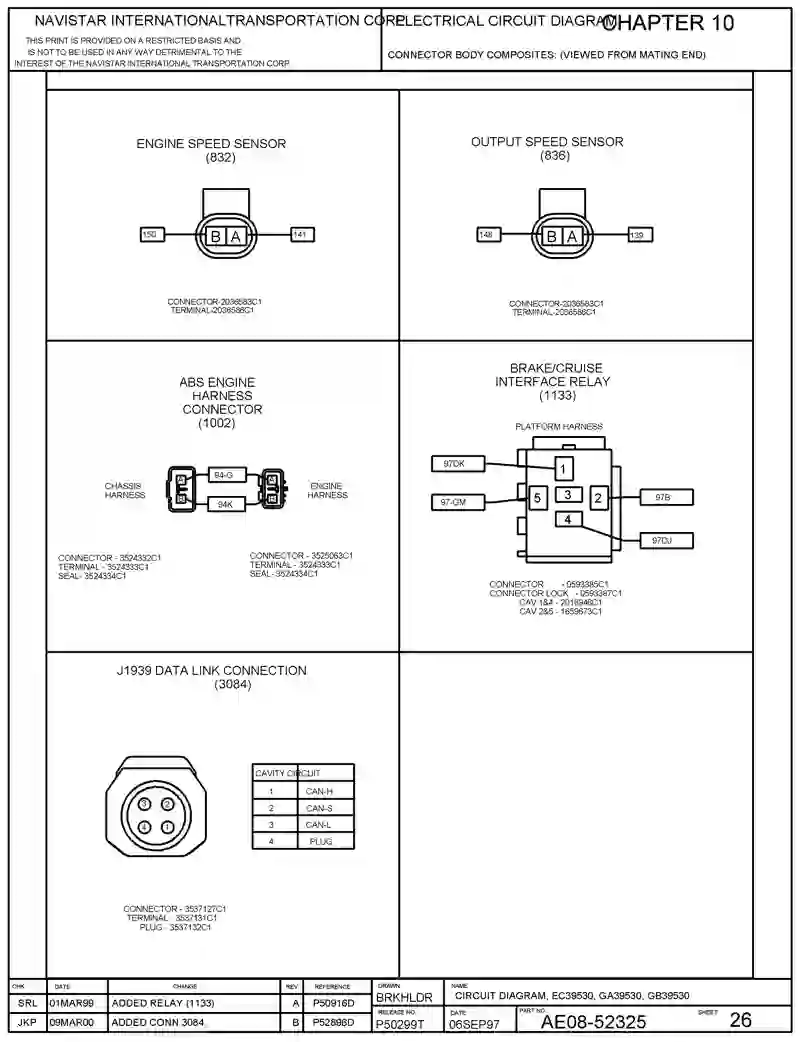 NAVISTAR INTERNATIONALTRANSPORTATION CORP.
THIS PRINT IS PROVIDED ON A RESTRICTED BASIS AND
IS NOT TO BE USED IN ANY WAY DETRIMENTAL TO THE
INTEREST OF THE NAVISTAR INTERNATIONAL TRANSPORTATION CORP
ELECTRICAL CIRCUIT DIAGRAM
CHAPTER 10
CONNECTOR BODY COMPOSITES: (VIEWED FROM MATING END)
ENGINE SPEED SENSOR
(832)
150
B A
141
CONNECTOR-2036583C1
TERMINAL-2036586C1
OUTPUT SPEED SENSOR
(836)
148
B A
139
CONNECTOR-2036583C1
TERMINAL-2036586C1
ABS ENGINE
HARNESS
CONNECTOR
(1002)
CHASSIS
HARNESS
A
B
94-G
94K
A
B
ENGINE
HARNESS
CONNECTOR - 3524332C1
TERMINAL - 3524333C1
SEAL- 3524334C1
CONNECTOR - 3525063C1
TERMINAL - 3524333C1
SEAL- 3524334C1
BRAKE/CRUISE
INTERFACE RELAY
(1133)
PLATFORM HARNESS
97DK
1
97-GM
5 3 2
97B
4
97DJ
CONNECTOR - 9593385C1
CONNECTOR LOCK - 9593387C1
CAV 1&4 - 2018946C1
CAV 2&5 - 1659673C1
J1939 DATA LINK CONNECTION
(3084)
3 2
4 1
CAVITY CIRCUIT
1 CAN-H
2 CAN-S
3 CAN-L
4 PLUG
CONNECTOR - 3537127C1
TERMINAL 3537131C1
PLUG - 3537132C1
CHK DATE CHANGE REV REFERENCE
SRL 01MAR99 ADDED RELAY (1133) A P50916D
JKP 09MAR00 ADDED CONN 3084 B P52898D
DRAWN
BRKHLDR
RELEASE NO.
P50299T
NAME
CIRCUIT DIAGRAM, EC39530, GA39530, GB39530
DATE
06SEP97
PART NO.
AE08-52325
SHEET
26